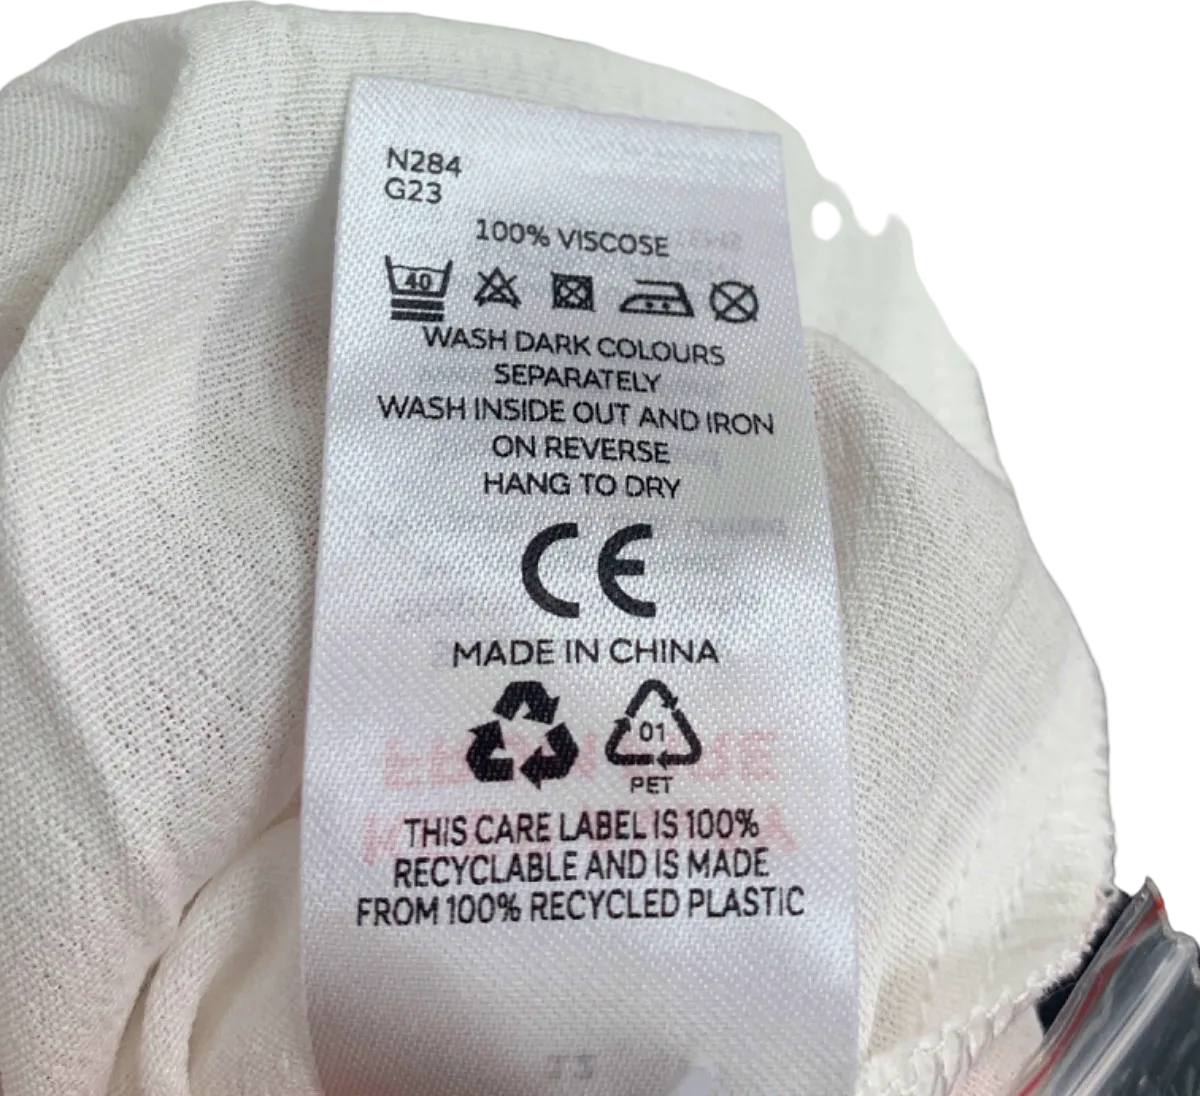 N284
G23
100% VISCOSE
40
WASH DARK COLOURS
SEPARATELY
WASH INSIDE OUT AND IRON
ON REVERSE
HANG TO DRY
CE
MADE IN CHINA
01
PET
THIS CARE LABEL IS 100%
RECYCLABLE AND IS MADE
FROM 100% RECYCLED PLASTIC